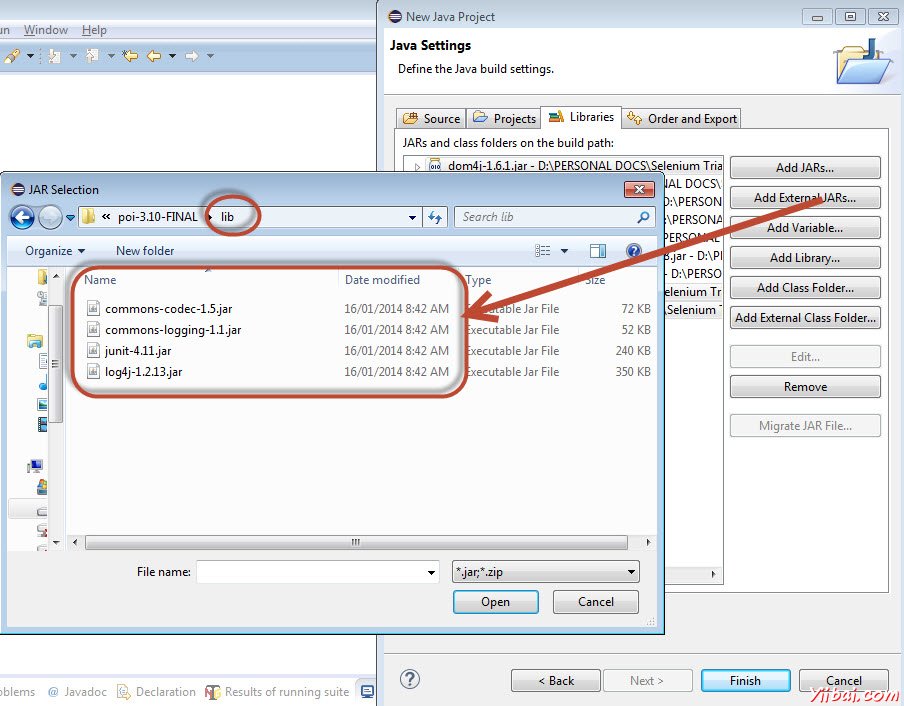 un Window Help
New Java Project
Java Settings
Define the Java build settings.
Source Projects Libraries Order and Export
JARs and class folders on the build path:
dom4j-1.6.1.jar - D:\PERSONAL DOCS\Selenium Tria
Add JARs...
Add External JARs...
Add Variable...
Add Library...
Add Class Folder...
Add External Class Folder...
Edit...
Remove
Migrate JAR File...
JAR Selection
« poi-3.10-FINAL lib
Search lib
Organize New folder
Name Date modified Type Size
commons-codec-1.5.jar 16/01/2014 8:42 AM Executable Jar File 72 KB
commons-logging-1.1.jar 16/01/2014 8:42 AM Executable Jar File 52 KB
junit-4.11.jar 16/01/2014 8:42 AM Executable Jar File 240 KB
log4j-1.2.13.jar 16/01/2014 8:42 AM Executable Jar File 350 KB
File name:
*.jar;*.zip
Open Cancel
NAL DOCS\
:\PERSON
\PERSONA
PERSONAL
8.jar - D:\
- D:\PERSO
elenium Tr
\Selenium T
oblems @ Javadoc Declaration Results of running suite
< Back Next > Finish Cancel
Yiibai.com